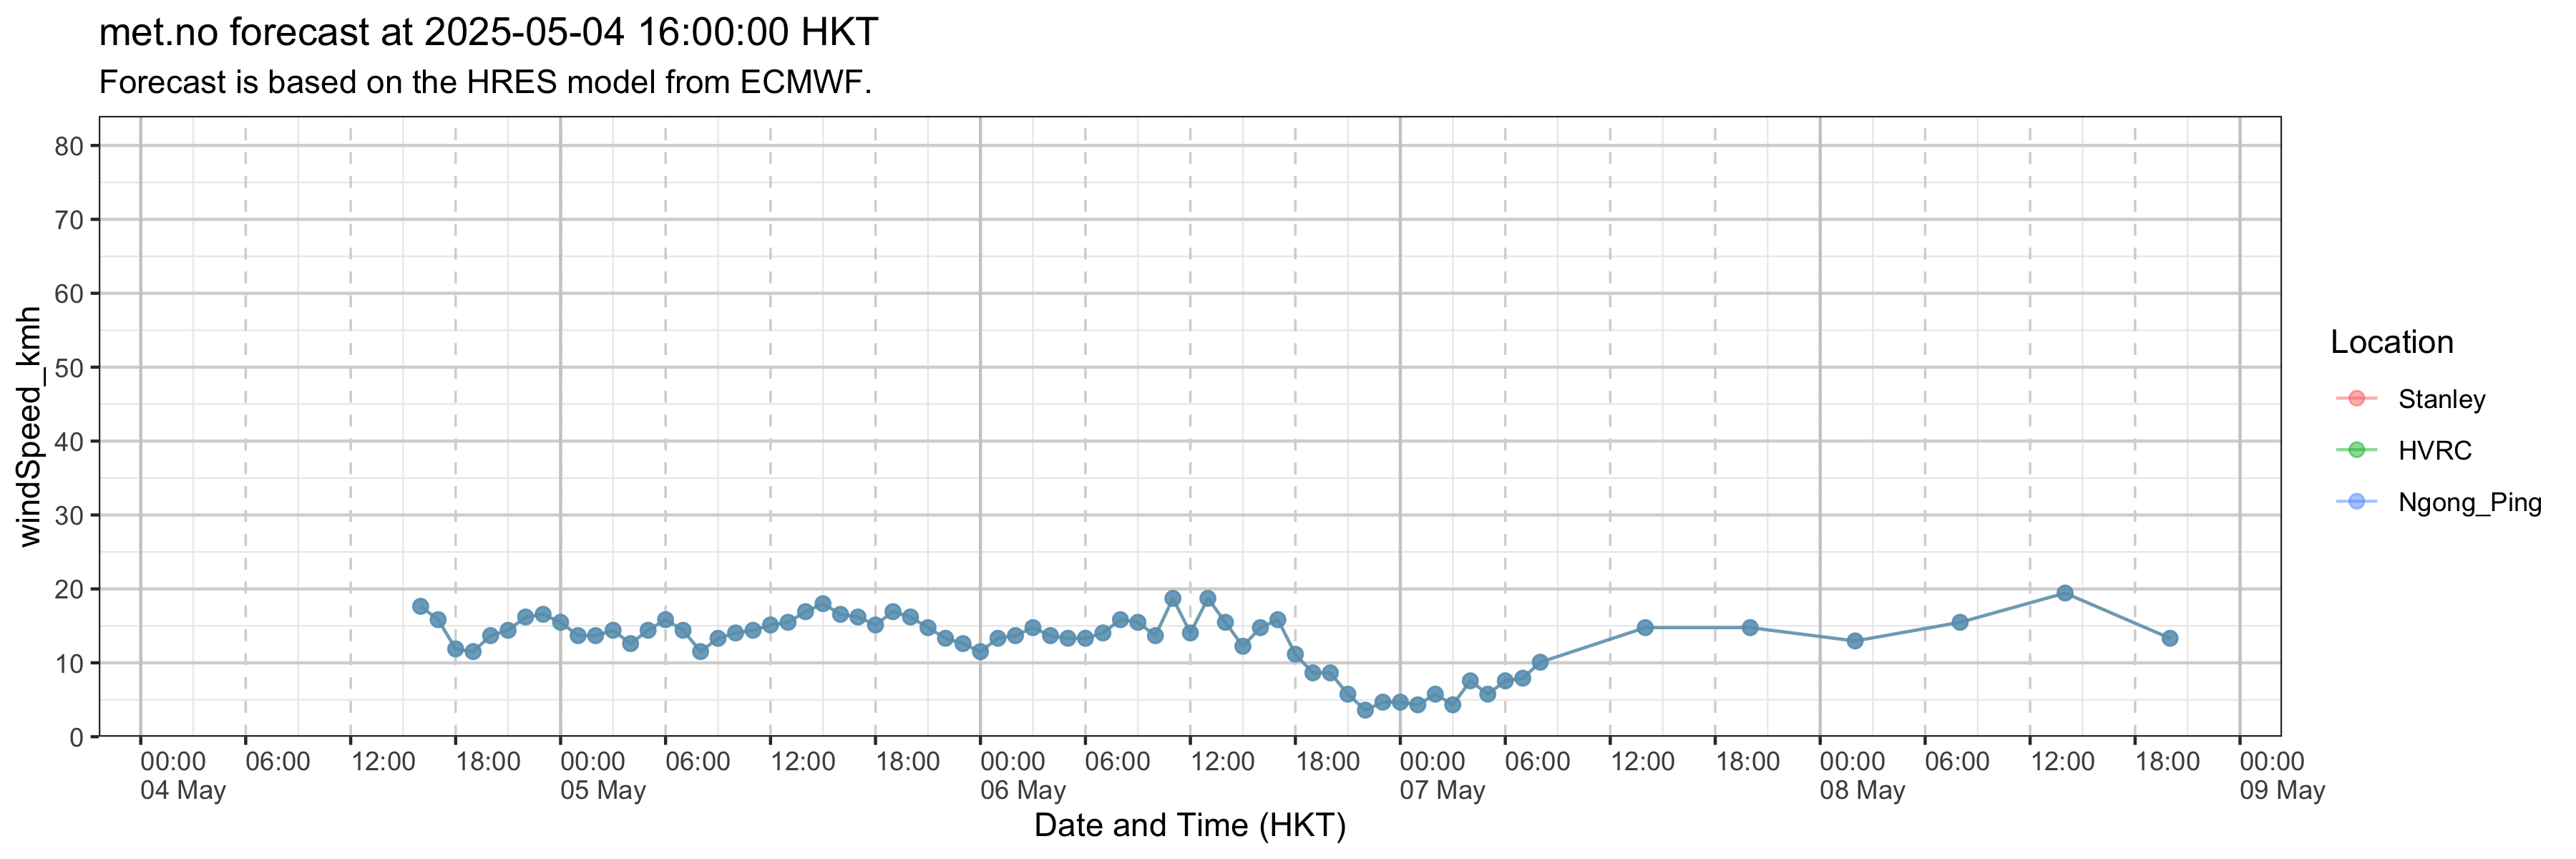 met.no forecast at 2025-05-04 16:00:00 HKT
Forecast is based on the HRES model from ECMWF.
windSpeed_kmh
80
70
60
50
40
30
20
10
0
00:00 06:00 12:00 18:00 00:00 06:00 12:00 18:00 00:00 06:00 12:00 18:00 00:00 06:00 12:00 18:00 00:00 06:00 12:00 18:00 00:00
04 May 05 May 06 May 07 May 08 May 09 May
Date and Time (HKT)
Location
Stanley
HVRC
Ngong_Ping